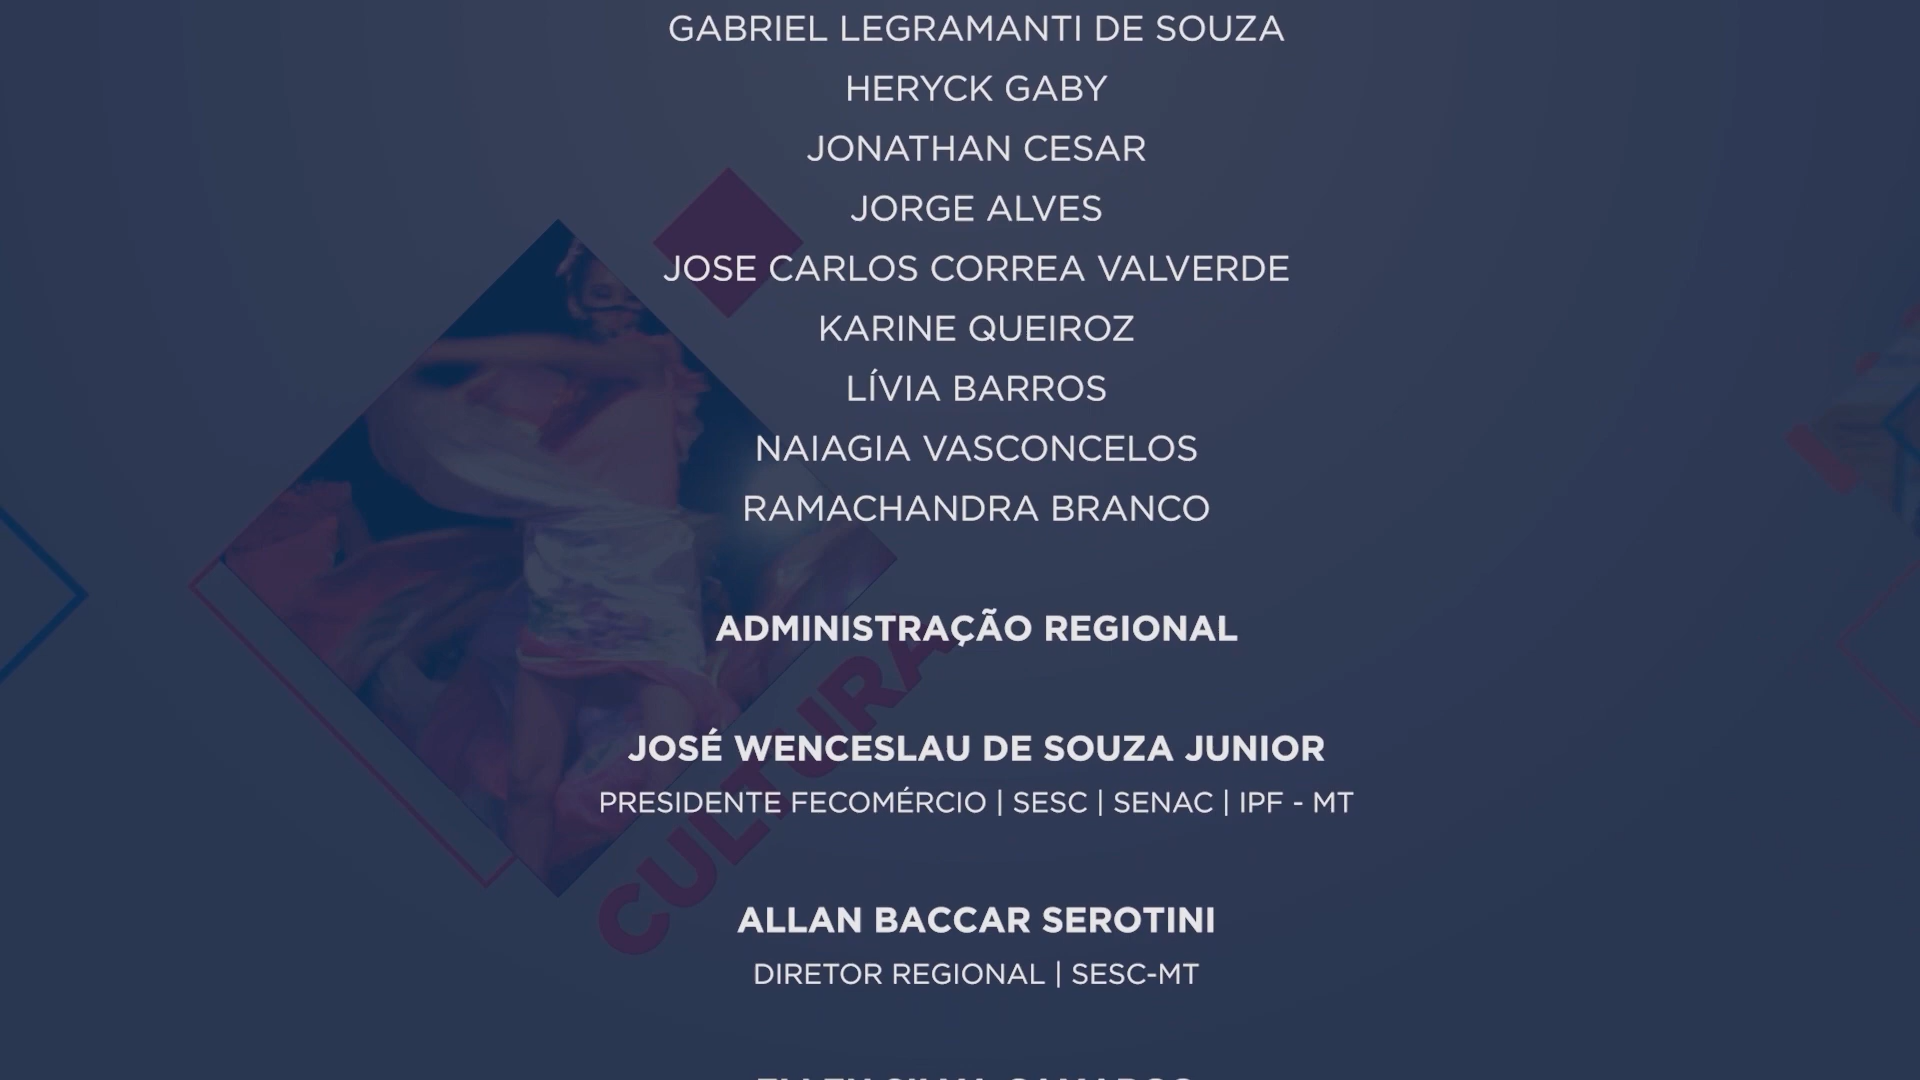 GABRIEL LEGRAMANTI DE SOUZA
HERYCK GABY
JONATHAN CESAR
JORGE ALVES
JOSE CARLOS CORREA VALVERDE
KARINE QUEIROZ
LÍVIA BARROS
NAIAGIA VASCONCELOS
RAMACHANDRA BRANCO
ADMINISTRAÇÃO REGIONAL
JOSÉ WENCESLAU DE SOUZA JUNIOR
PRESIDENTE FECOMÉRCIO | SESC | SENAC | IPF - MT
ALLAN BACCAR SEROTINI
DIRETOR REGIONAL | SESC-MT
CULTURA